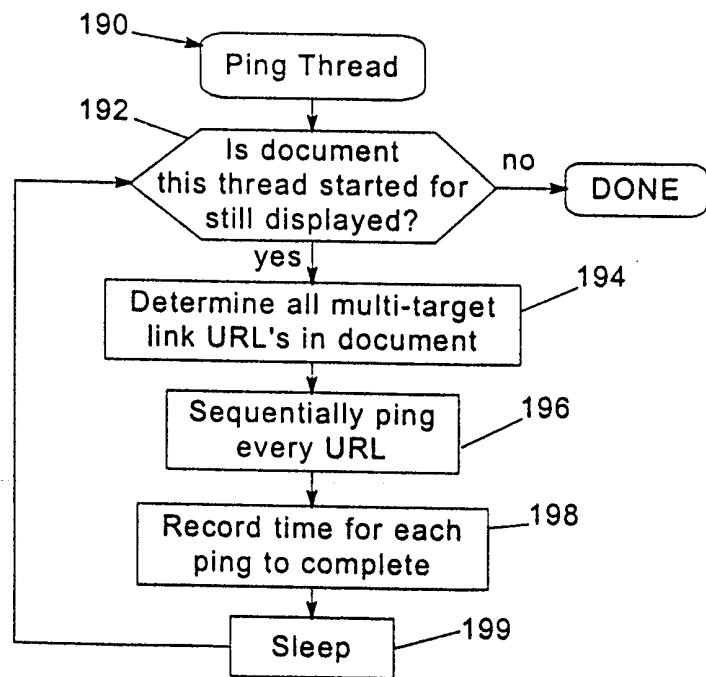 190
Ping Thread
192
Is document
this thread started for
still displayed?
no
DONE
yes
194
Determine all multi-target
link URL's in document
196
Sequentially ping
every URL
198
Record time for each
ping to complete
199
Sleep